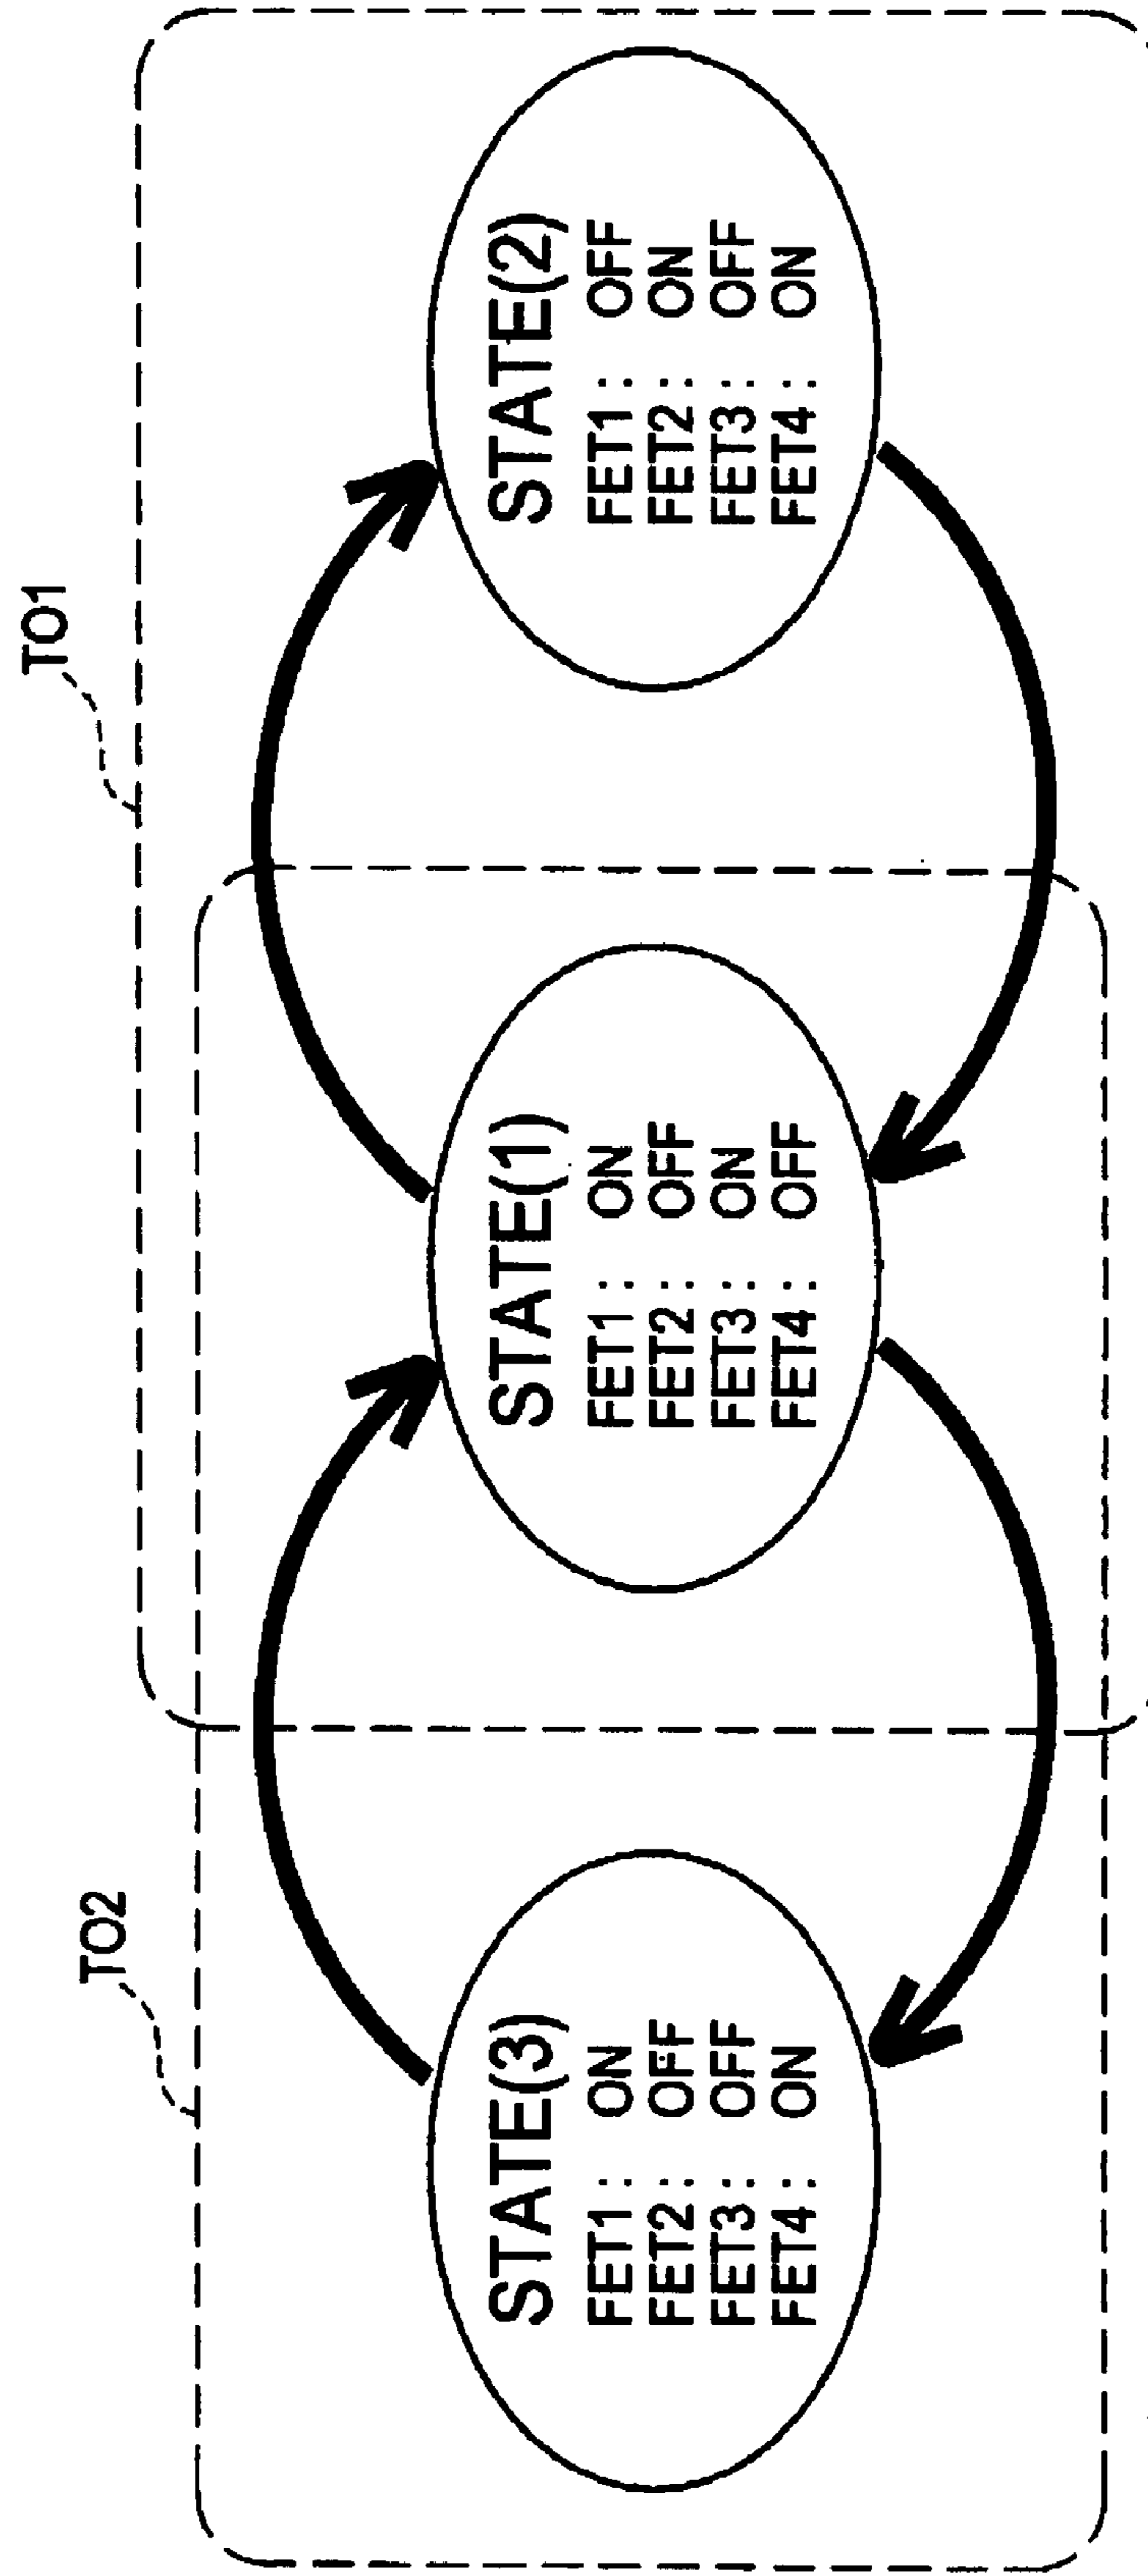 TO1
TO2
STATE(3)
FET1 : ON
FET2 : OFF
FET3 : OFF
FET4 : ON
STATE(1)
FET1 : ON
FET2 : OFF
FET3 : ON
FET4 : OFF
STATE(2)
FET1 : OFF
FET2 : ON
FET3 : OFF
FET4 : ON